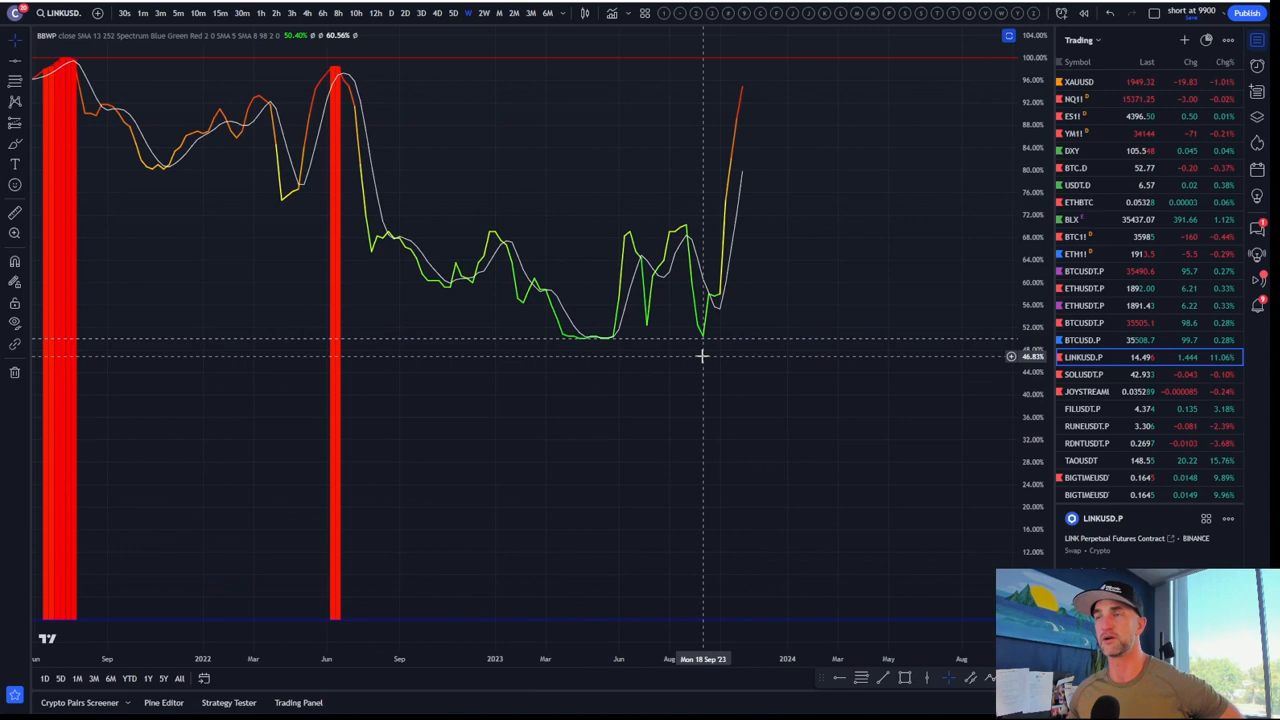 C 20 LINKUSD. 30s 1m 3m 5m 10m 15m 30m 1h 2h 3h 4h 6h 8h 10h 12h D 2D 3D 4D 5D W 2W M 2M 3M 6M short at 9900 Save Publish
BBWP close SMA 13 252 Spectrum Blue Green Red 2 0 SMA 5 SMA 8 98 2 0 50.40% Ø Ø 60.56% Ø
104.00%
100.00%
96.00%
92.00%
88.00%
84.00%
80.00%
76.00%
72.00%
68.00%
64.00%
60.00%
56.00%
52.00%
46.83%
44.00%
40.00%
36.00%
32.00%
28.00%
24.00%
20.00%
16.00%
12.00%
Sep 2022 Mar Jun Sep 2023 Mar Jun Aug Mon 18 Sep '23 2024 Mar May Aug
1D 5D 1M 3M 6M YTD 1Y 5Y All
Crypto Pairs Screener Pine Editor Strategy Tester Trading Panel
Trading
Symbol Last Chg Chg%
XAUUSD 1949.32 −19.83 −1.01%
NQ1! D 15371.25 −3.00 −0.02%
ES1! D 4396.50 0.50 0.01%
YM1! D 34144 −71 −0.21%
DXY 105.548 0.045 0.04%
BTC.D 52.77 −0.20 −0.37%
USDT.D 6.57 0.02 0.38%
ETHBTC 0.05328 0.00003 0.06%
BLX E 35437.07 391.66 1.12%
BTC1! D 35985 −160 −0.44%
ETH1! D 1913.5 −5.5 −0.29%
BTCUSDT.P 35490.6 95.7 0.27%
ETHUSDT.P 1892.00 6.21 0.33%
ETHUSDT.P 1891.43 6.22 0.33%
BTCUSDT.P 35505.1 98.6 0.28%
BTCUSD.P 35508.7 99.7 0.28%
LINKUSD.P 14.496 1.444 11.06%
SOLUSDT.P 42.933 −0.043 −0.10%
JOYSTREAM 0.035289 −0.000085 −0.24%
FILUSDT.P 4.374 0.135 3.18%
RUNEUSDT.P 3.306 −0.081 −2.39%
RDNTUSDT.P 0.2697 −0.0103 −3.68%
TAOUSDT 148.55 20.22 15.76%
BIGTIMEUSD 0.1645 0.0148 9.89%
BIGTIMEUSD 0.1645 0.0149 9.96%
LINKUSD.P
LINK Perpetual Futures Contract • BINANCE
Swap • Crypto
1
9